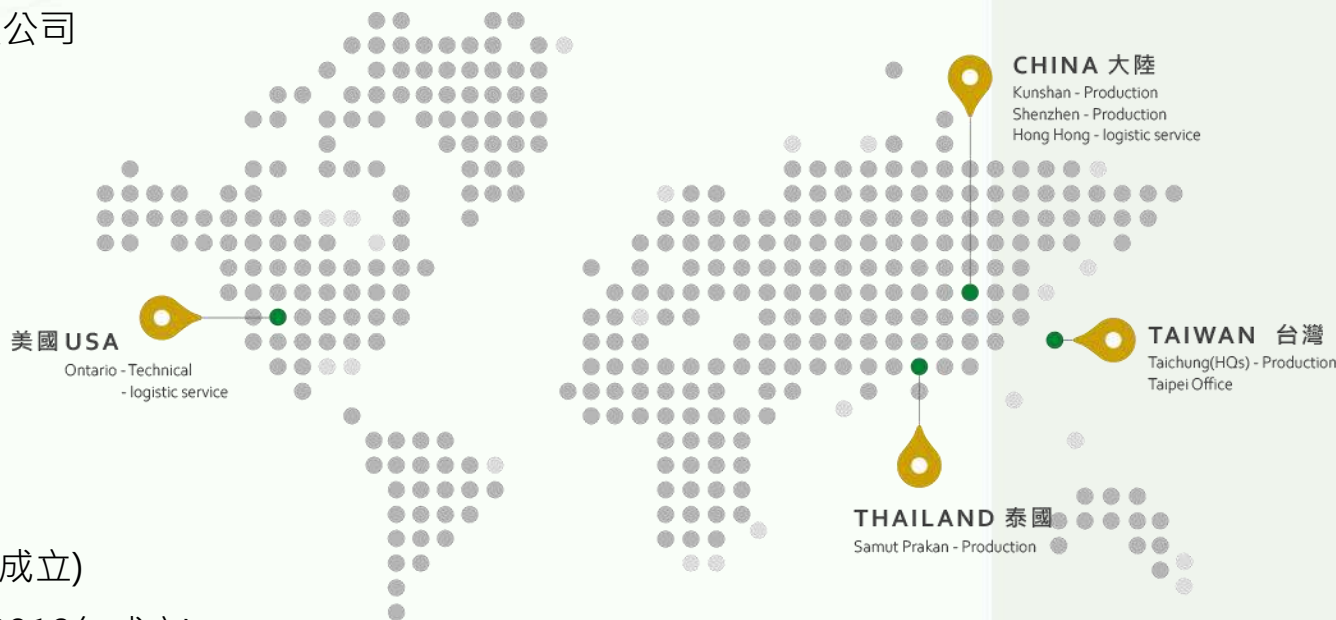 公司
CHINA 大陸
Kunshan - Production
Shenzhen - Production
Hong Hong - logistic service
美國 USA
Ontario - Technical
- logistic service
TAIWAN 台灣
Taichung(HQs) - Production
Taipei Office
THAILAND 泰國
Samut Prakan - Production
成立)